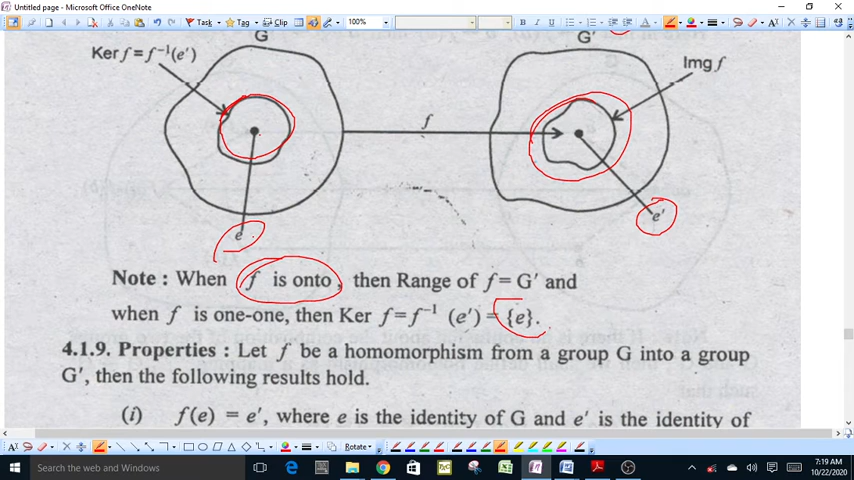 Untitled page - Microsoft OneNote
Task
Tag
Clip
100%
B I U
G
G'
Ker f = f⁻¹(e′)
Img f
f
e
e′
Note : When f is onto, then Range of f = G′ and
when f is one-one, then Ker f = f⁻¹ (e′) = {e}.
4.1.9. Properties : Let f be a homomorphism from a group G into a group
G′, then the following results hold.
(i) f(e) = e′, where e is the identity of G and e′ is the identity of
Rotate
Search the web and Windows
7:19 AM
10/22/2020